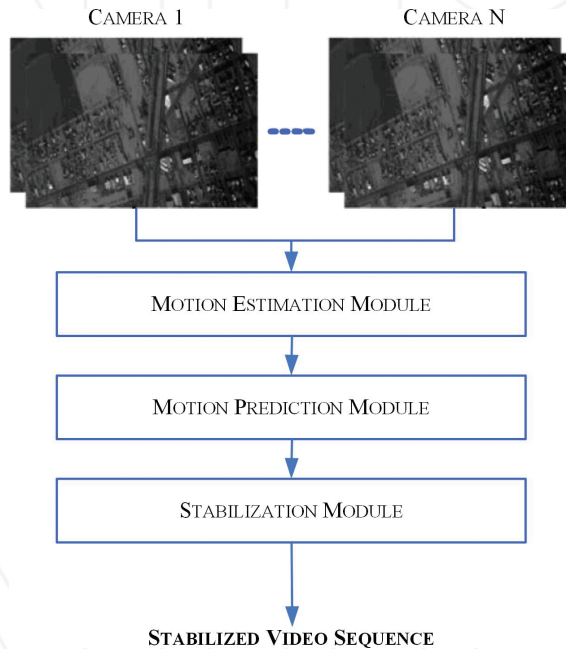 CAMERA 1
CAMERA N
MOTION ESTIMATION MODULE
MOTION PREDICTION MODULE
STABILIZATION MODULE
STABILIZED VIDEO SEQUENCE